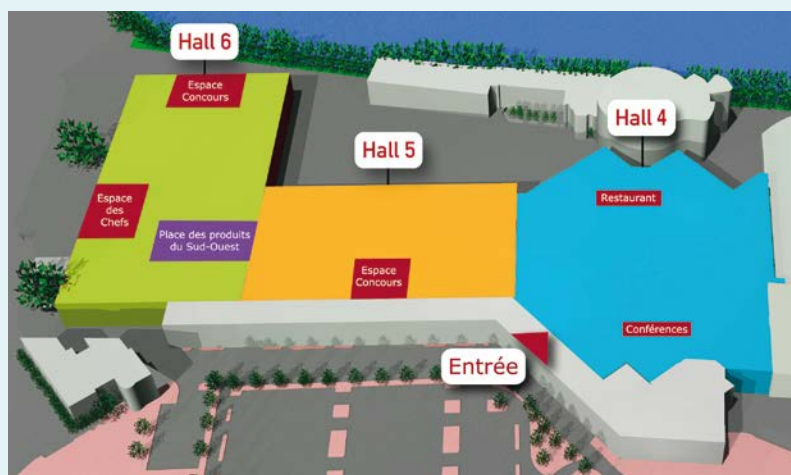 Hall 6
Espace
Concours
Hall 4
Hall 5
Espace
des
Chefs
Restaurant
Place des produits
du Sud-Ouest
Espace
Concours
Conférences
Entrée